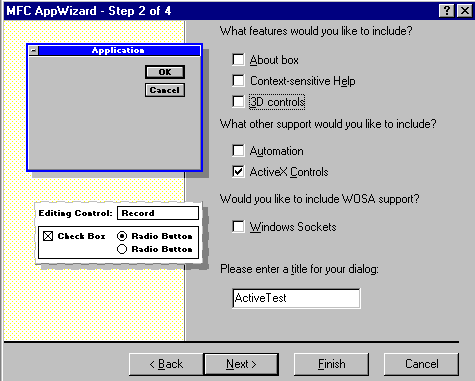 MFC AppWizard - Step 2 of 4
Application
OK
Cancel
Editing Control: Record
Check Box
Radio Button
Radio Button
What features would you like to include?
About box
Context-sensitive Help
3D controls
What other support would you like to include?
Automation
ActiveX Controls
Would you like to include WOSA support?
Windows Sockets
Please enter a title for your dialog:
ActiveTest
< Back Next > Finish Cancel